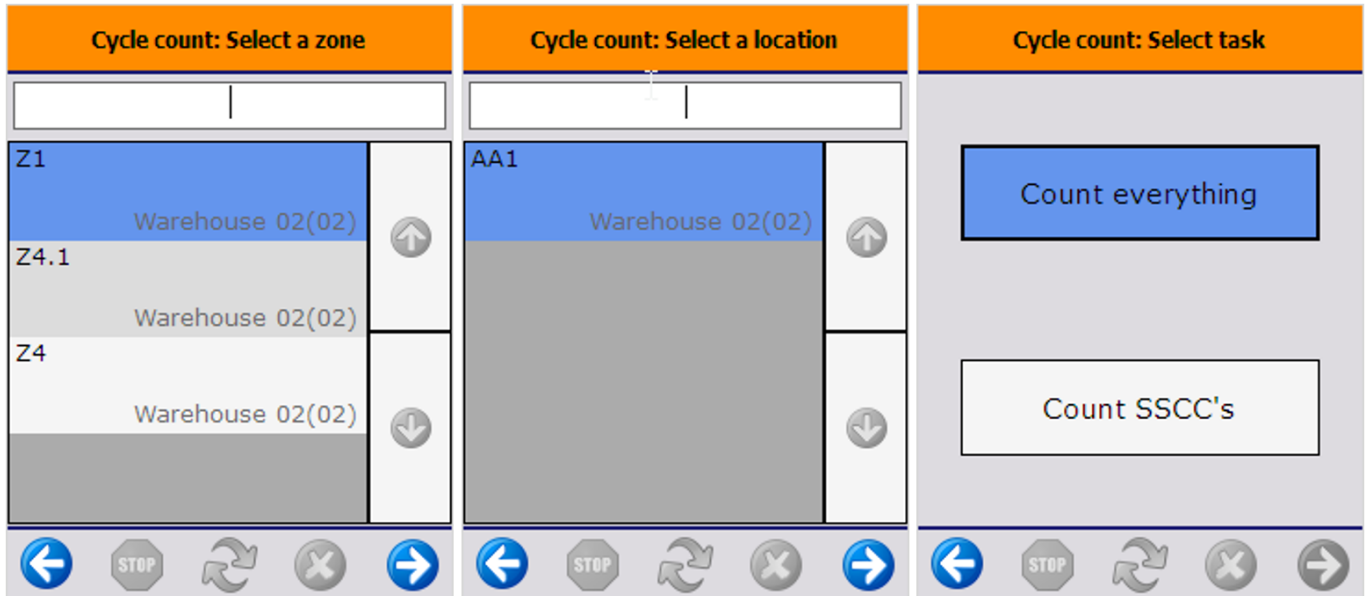 Cycle count: Select a zone
Z1
Warehouse 02(02)
Z4.1
Warehouse 02(02)
Z4
Warehouse 02(02)
STOP
Cycle count: Select a location
AA1
Warehouse 02(02)
STOP
Cycle count: Select task
Count everything
Count SSCC's
STOP